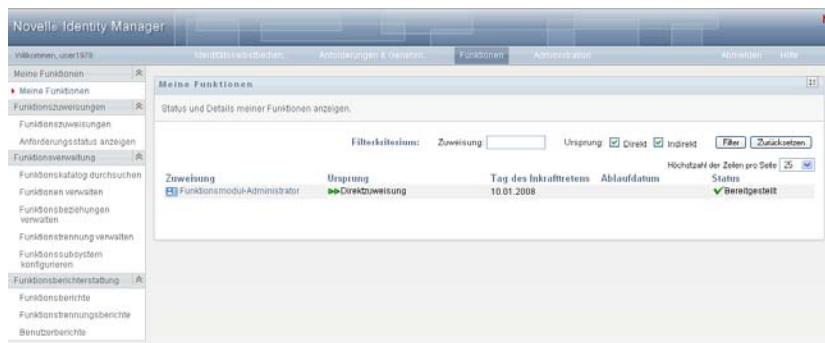 Novell® Identity Manager
Willkommen, user1978
Identitätsselbstbedien.
Anforderungen & Genehm.
Funktionen
Administration
Abmelden
Hilfe
Meine Funktionen
Meine Funktionen
Funktionszuweisungen
Funktionszuweisungen
Anforderungsstatus anzeigen
Funktionsverwaltung
Funktionskatalog durchsuchen
Funktionen verwalten
Funktionsbeziehungen
verwalten
Funktionstrennung verwalten
Funktionssubsystem
konfigurieren
Funktionsberichterstattung
Funktionsberichte
Funktionstrennungsberichte
Benutzerberichte
Meine Funktionen
Status und Details meiner Funktionen anzeigen.
Filterkriterium: Zuweisung: Ursprung: Direkt Indirekt Filter Zurücksetzen
Höchstzahl der Zeilen pro Seite 25
Zuweisung Ursprung Tag des Inkrafttretens Ablaufdatum Status
Funktionsmodul-Administrator Direktzuweisung 10.01.2008 Bereitgestellt